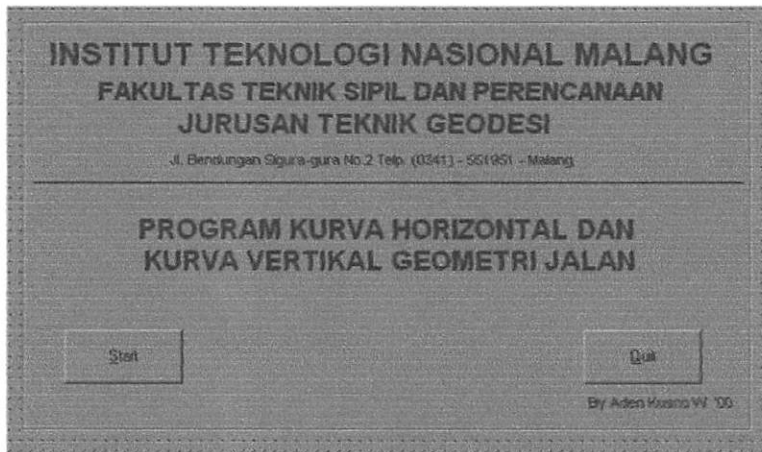 INSTITUT TEKNOLOGI NASIONAL MALANG
FAKULTAS TEKNIK SIPIL DAN PERENCANAAN
JURUSAN TEKNIK GEODESI
Jl. Bendungan Sigura-gura No.2 Telp. (0341) - 551951 - Malang
PROGRAM KURVA HORIZONTAL DAN
KURVA VERTIKAL GEOMETRI JALAN
Start
Quit
By Aden Kusno W. '00